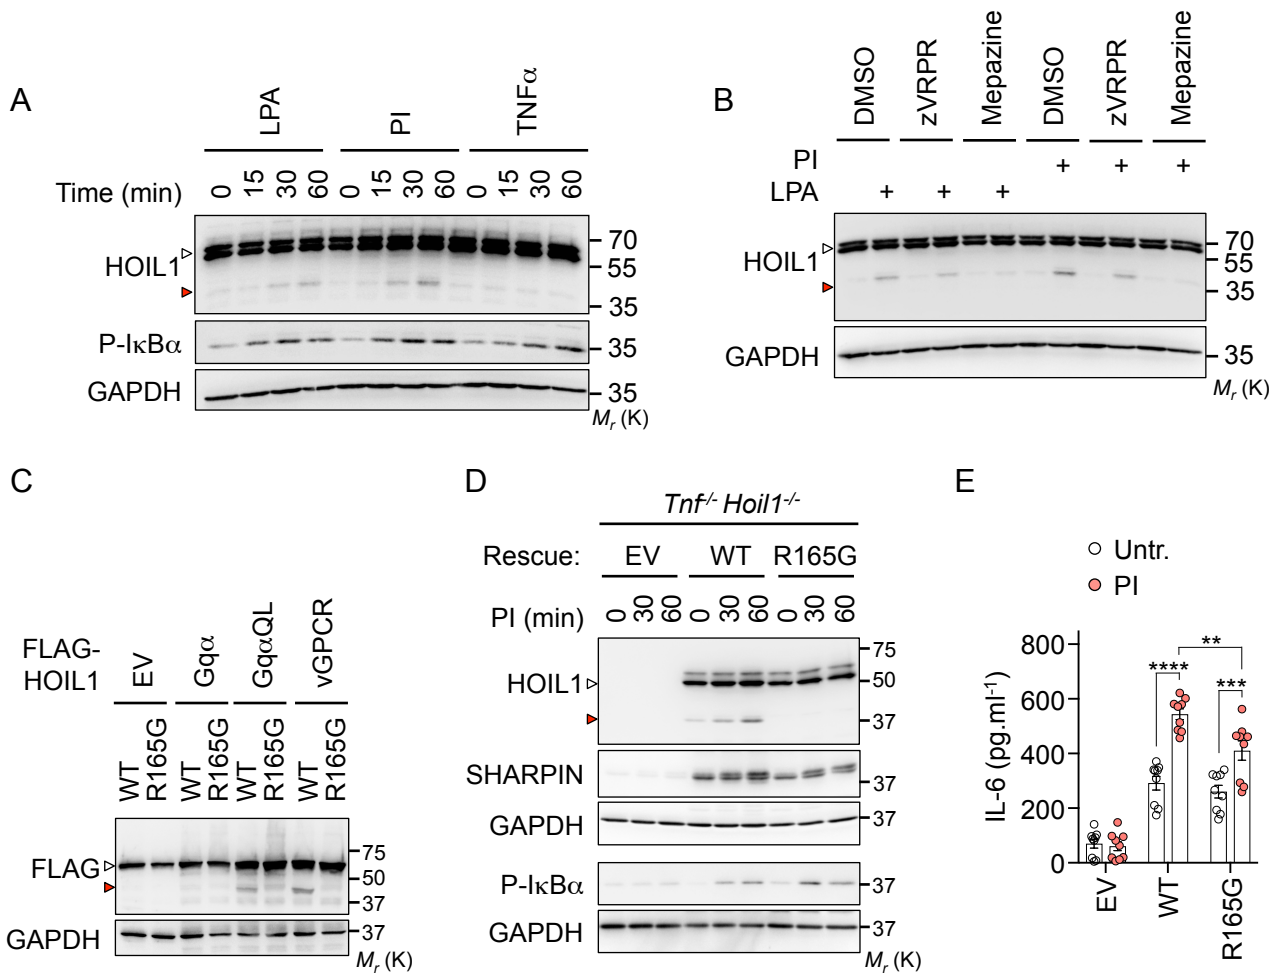 A
LPA
PI
TNFα
Time (min)
0 15 30 60 0 15 30 60 0 15 30 60
HOIL1
70
55
35
P-IκBα
35
GAPDH
35
Mr (K)
B
DMSO
zVRPR
Mepazine
DMSO
zVRPR
Mepazine
PI + + +
LPA + + +
HOIL1
70
55
35
GAPDH
35
Mr (K)
C
FLAG-
HOIL1
EV
Gqα
GqαQL
vGPCR
WT R165G WT R165G WT R165G WT R165G
FLAG
75
50
37
GAPDH
37
Mr (K)
D
Tnf-/- Hoil1-/-
Rescue: EV WT R165G
PI (min) 0 30 60 0 30 60 0 30 60
HOIL1
75
50
37
SHARPIN
37
GAPDH
37
P-IκBα
37
GAPDH
37
Mr (K)
E
Untr.
PI
IL-6 (pg.ml-1)
800
600
400
200
0
**
****
***
EV
WT
R165G